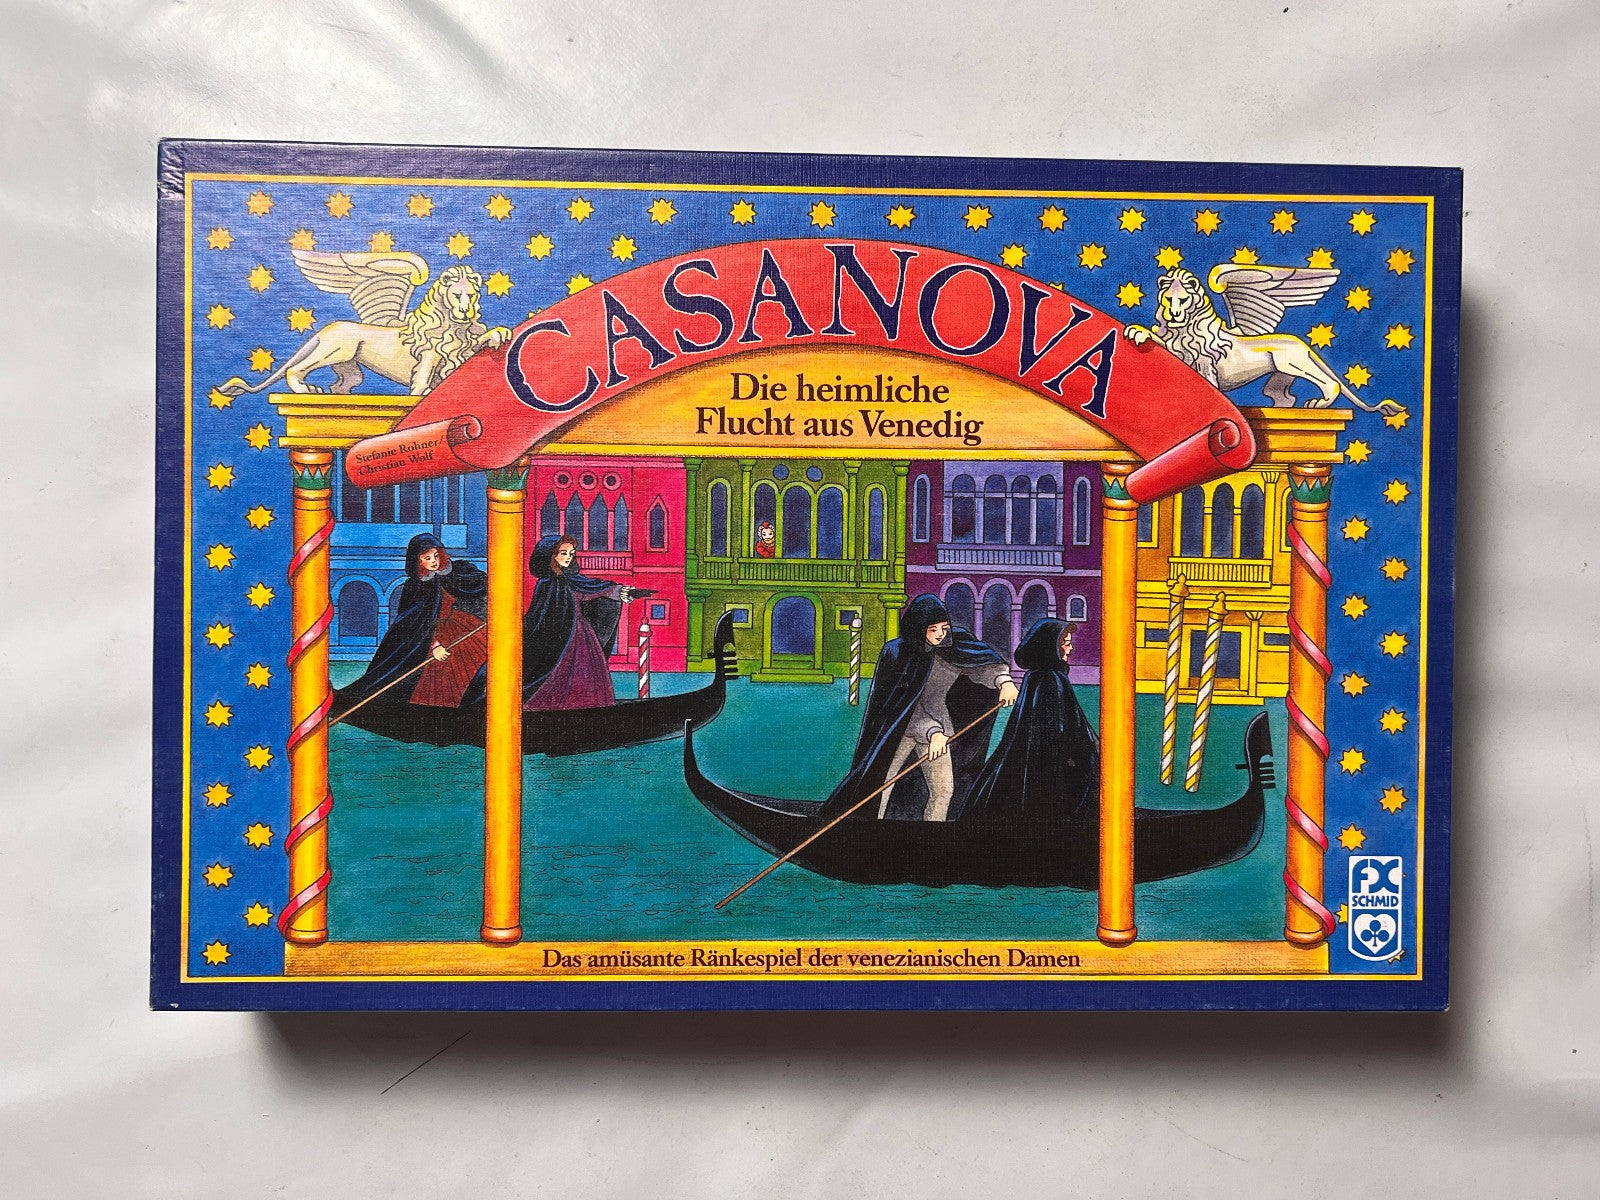 CASANOVA
Die heimliche
Flucht aus Venedig
Stefanie Rohner/
Christian Wolf
FX
SCHMID
Das amüsante Ränkespiel der venezianischen Damen